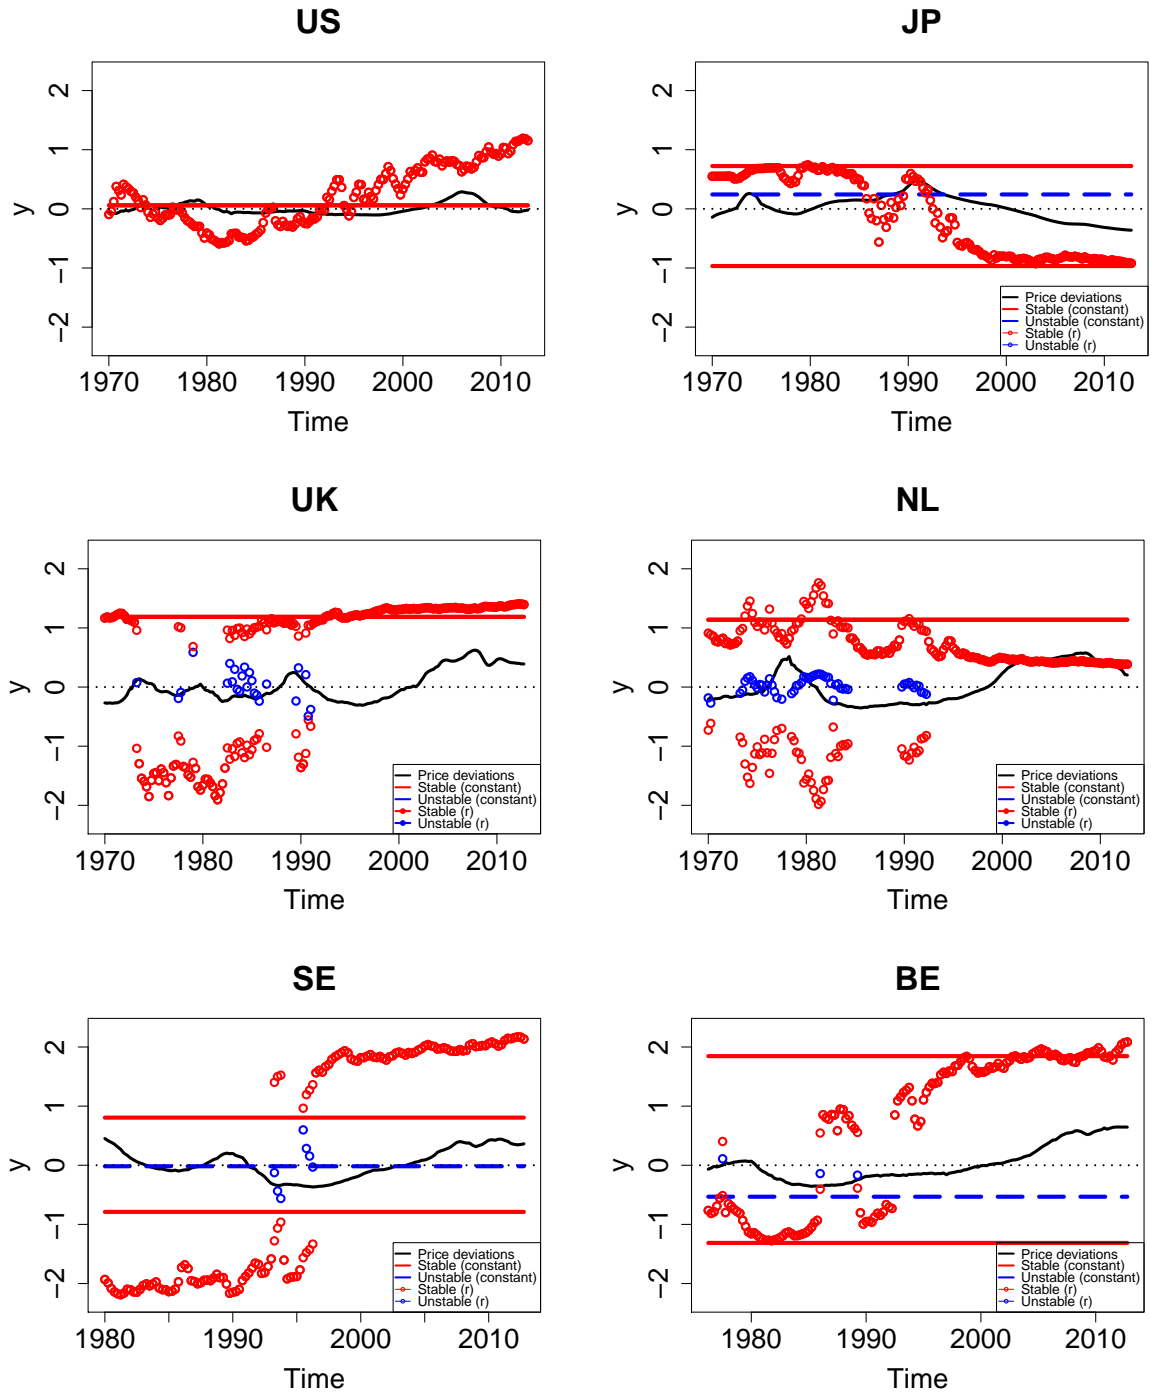 US
JP
2
1
0
−1
−2
y
1970 1980 1990 2000 2010
Time
2
1
0
−1
−2
y
Price deviations
Stable (constant)
Unstable (constant)
Stable (r)
Unstable (r)
1970 1980 1990 2000 2010
Time
UK
NL
2
1
0
−1
−2
y
Price deviations
Stable (constant)
Unstable (constant)
Stable (r)
Unstable (r)
1970 1980 1990 2000 2010
Time
2
1
0
−1
−2
y
Price deviations
Stable (constant)
Unstable (constant)
Stable (r)
Unstable (r)
1970 1980 1990 2000 2010
Time
SE
BE
2
1
0
−1
−2
y
Price deviations
Stable (constant)
Unstable (constant)
Stable (r)
Unstable (r)
1980 1990 2000 2010
Time
2
1
0
−1
−2
y
Price deviations
Stable (constant)
Unstable (constant)
Stable (r)
Unstable (r)
1980 1990 2000 2010
Time